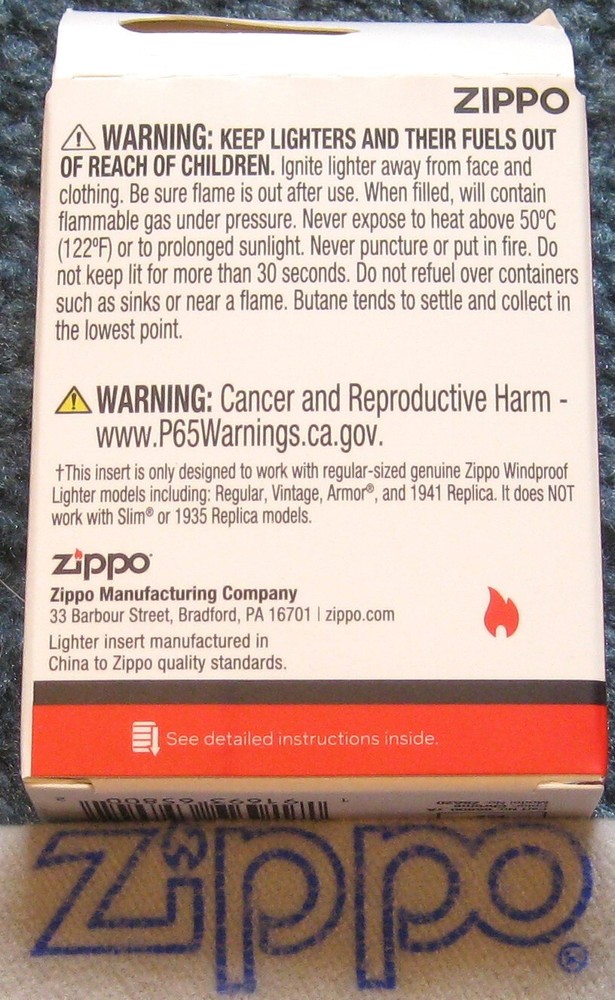 ZIPPO
WARNING: KEEP LIGHTERS AND THEIR FUELS OUT
OF REACH OF CHILDREN. Ignite lighter away from face and
clothing. Be sure flame is out after use. When filled, will contain
flammable gas under pressure. Never expose to heat above 50ºC
(122ºF) or to prolonged sunlight. Never puncture or put in fire. Do
not keep lit for more than 30 seconds. Do not refuel over containers
such as sinks or near a flame. Butane tends to settle and collect in
the lowest point.
WARNING: Cancer and Reproductive Harm -
www.P65Warnings.ca.gov.
†This insert is only designed to work with regular-sized genuine Zippo Windproof
Lighter models including: Regular, Vintage, Armor®, and 1941 Replica. It does NOT
work with Slim® or 1935 Replica models.
zippo
Zippo Manufacturing Company
33 Barbour Street, Bradford, PA 16701 | zippo.com
Lighter insert manufactured in
China to Zippo quality standards.
See detailed instructions inside.
Zippo®